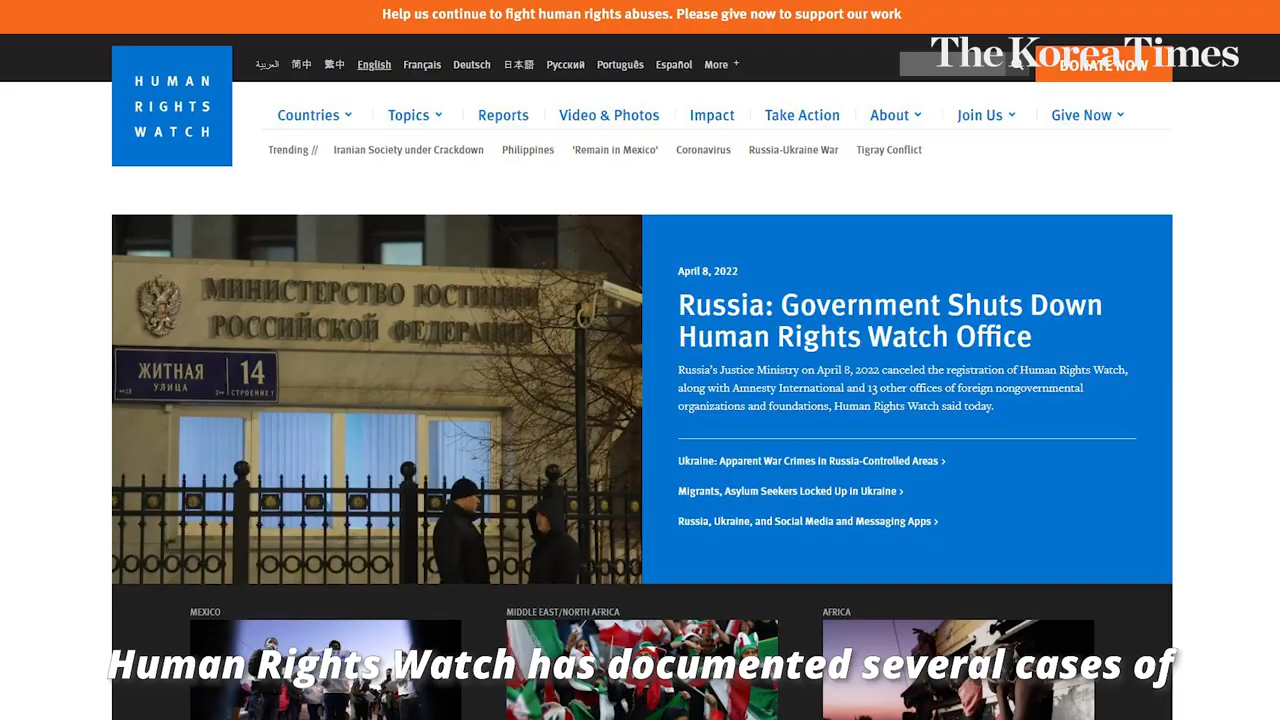 Help us continue to fight human rights abuses. Please give now to support our work
The Korea Times
العربية 简中 繁中 English Français Deutsch 日本語 Русский Português Español More +
DONATE NOW
HUMAN
RIGHTS
WATCH
Countries Topics Reports Video & Photos Impact Take Action About Join Us Give Now
Trending // Iranian Society under Crackdown Philippines 'Remain in Mexico' Coronavirus Russia-Ukraine War Tigray Conflict
МИНИСТЕРСТВО ЮСТИЦИИ
РОССИЙСКОЙ ФЕДЕРАЦИИ
ЖИТНАЯ
УЛИЦА
14
СТРОЕНИЕ 1
April 8, 2022
Russia: Government Shuts Down
Human Rights Watch Office
Russia's Justice Ministry on April 8, 2022 canceled the registration of Human Rights Watch,
along with Amnesty International and 13 other offices of foreign nongovernmental
organizations and foundations, Human Rights Watch said today.
Ukraine: Apparent War Crimes in Russia-Controlled Areas ›
Migrants, Asylum Seekers Locked Up in Ukraine ›
Russia, Ukraine, and Social Media and Messaging Apps ›
MEXICO MIDDLE EAST/NORTH AFRICA AFRICA
Human Rights Watch has documented several cases of